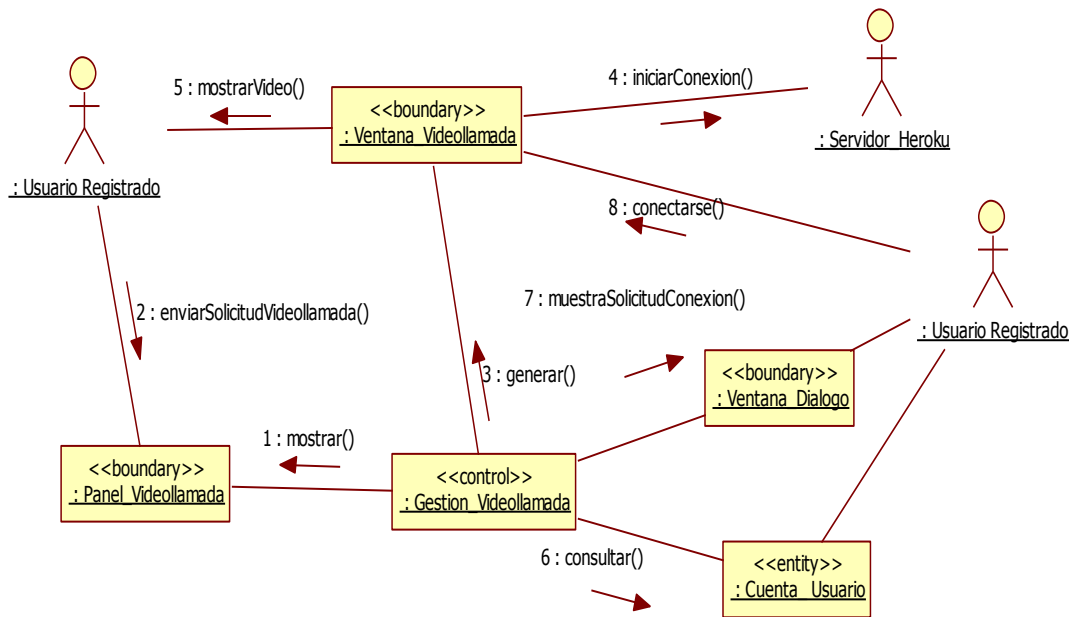 5 : mostrarVideo()
4 : iniciarConexion()
<<boundary>>
: Ventana_Videollamada
: Servidor_Heroku
: Usuario Registrado
8 : conectarse()
2 : enviarSolicitudVideollamada()
7 : muestraSolicitudConexion()
: Usuario Registrado
3 : generar()
<<boundary>>
: Ventana_Dialogo
1 : mostrar()
<<boundary>>
: Panel_Videollamada
<<control>>
: Gestion_Videollamada
6 : consultar()
<<entity>>
: Cuenta_Usuario